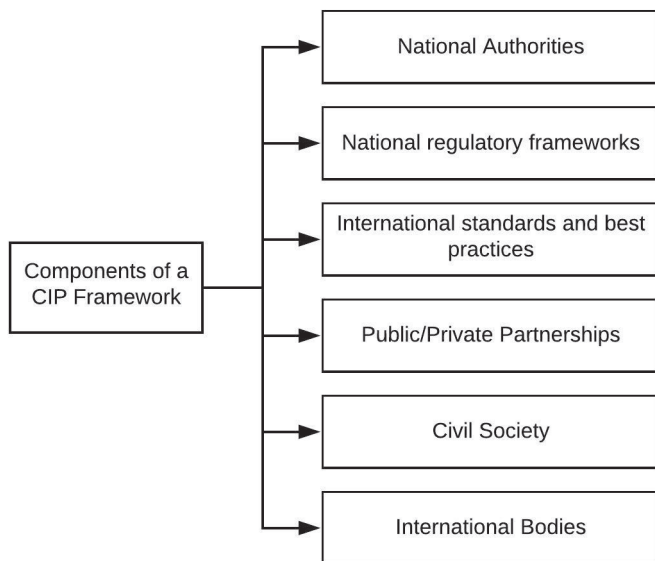 National Authorities
National regulatory frameworks
International standards and best
practices
Components of a
CIP Framework
Public/Private Partnerships
Civil Society
International Bodies